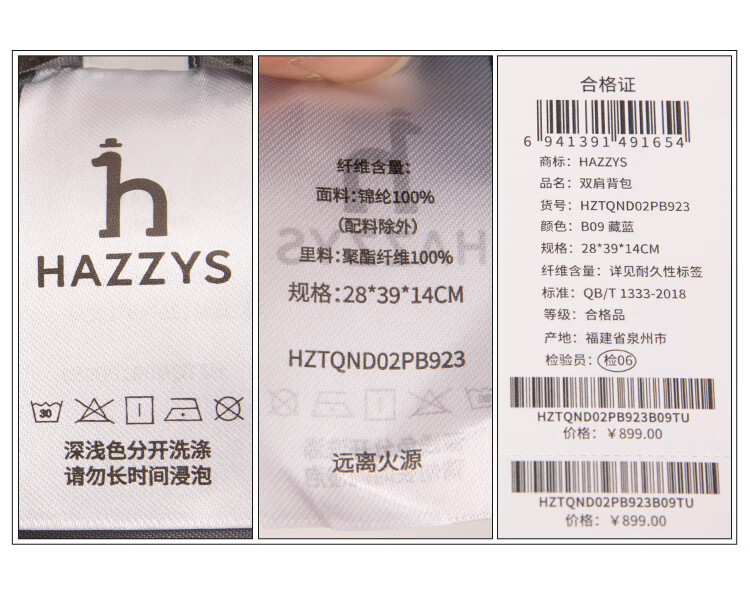 HAZZYS
30
深浅色分开洗涤
请勿长时间浸泡
纤维含量:
面料:锦纶100%
(配料除外)
里料:聚酯纤维100%
规格:28*39*14CM
HZTQND02PB923
远离火源
合格证
6 941391 491654
商标: HAZZYS
品名: 双肩背包
货号: HZTQND02PB923
颜色: B09 藏蓝
规格: 28*39*14CM
纤维含量: 详见耐久性标签
标准: QB/T 1333-2018
等级: 合格品
产地: 福建省泉州市
检验员: 检06
HZTQND02PB923B09TU
价格: ￥899.00
HZTQND02PB923B09TU
价格: ￥899.00